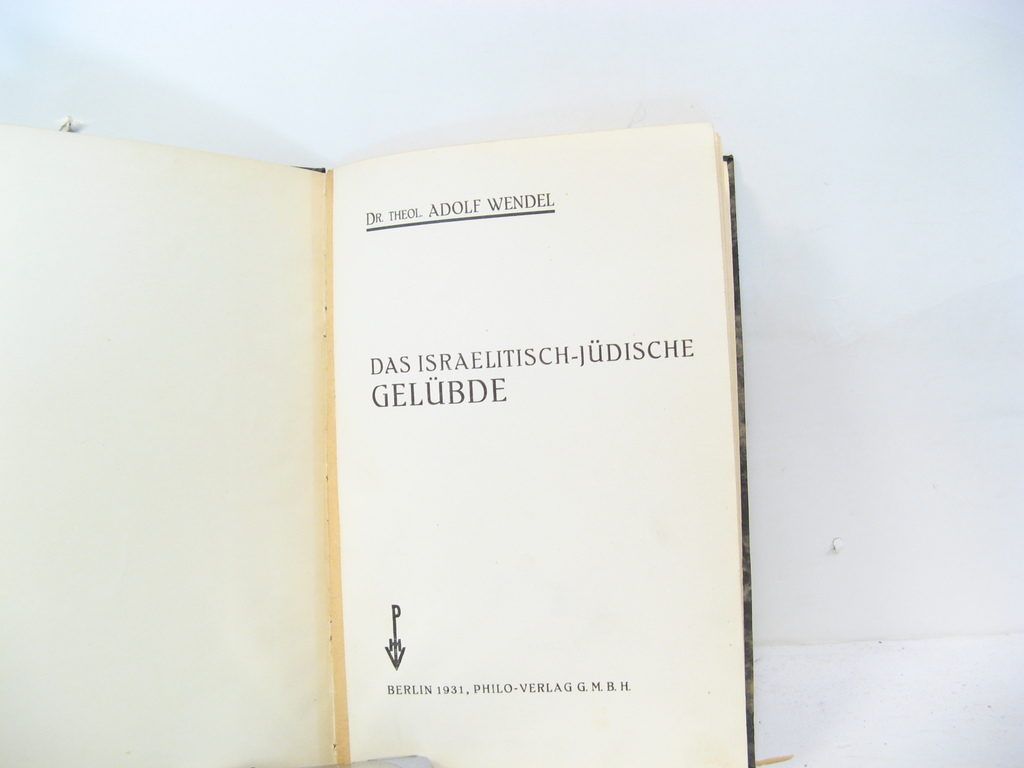 DR. THEOL. ADOLF WENDEL
DAS ISRAELITISCH-JÜDISCHE
GELÜBDE
P
BERLIN 1931, PHILO-VERLAG G. M. B. H.